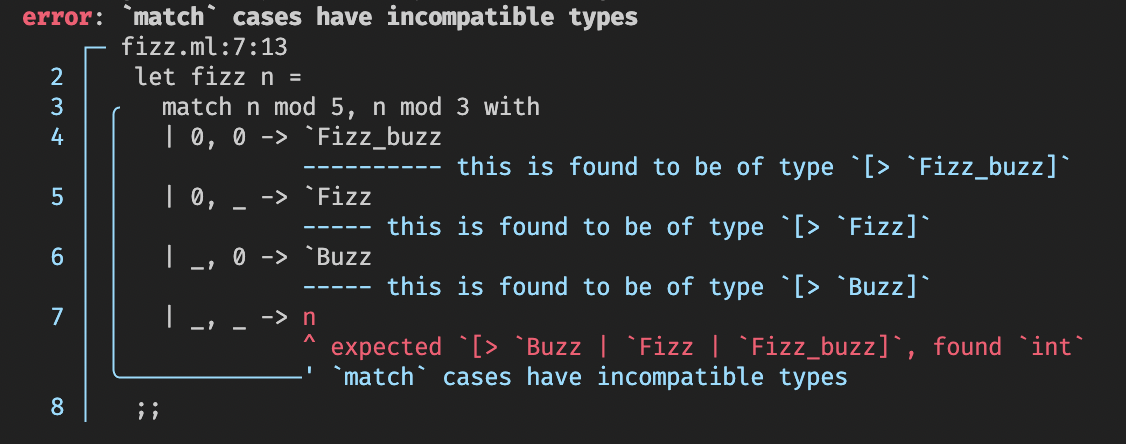 error: `match` cases have incompatible types
fizz.ml:7:13
2 let fizz n =
3 match n mod 5, n mod 3 with
4 | 0, 0 -> `Fizz_buzz
---------- this is found to be of type `[> `Fizz_buzz]`
5 | 0, _ -> `Fizz
----- this is found to be of type `[> `Fizz]`
6 | _, 0 -> `Buzz
----- this is found to be of type `[> `Buzz]`
7 | _, _ -> n
^ expected `[> `Buzz | `Fizz | `Fizz_buzz]`, found `int`
' `match` cases have incompatible types
8 ;;